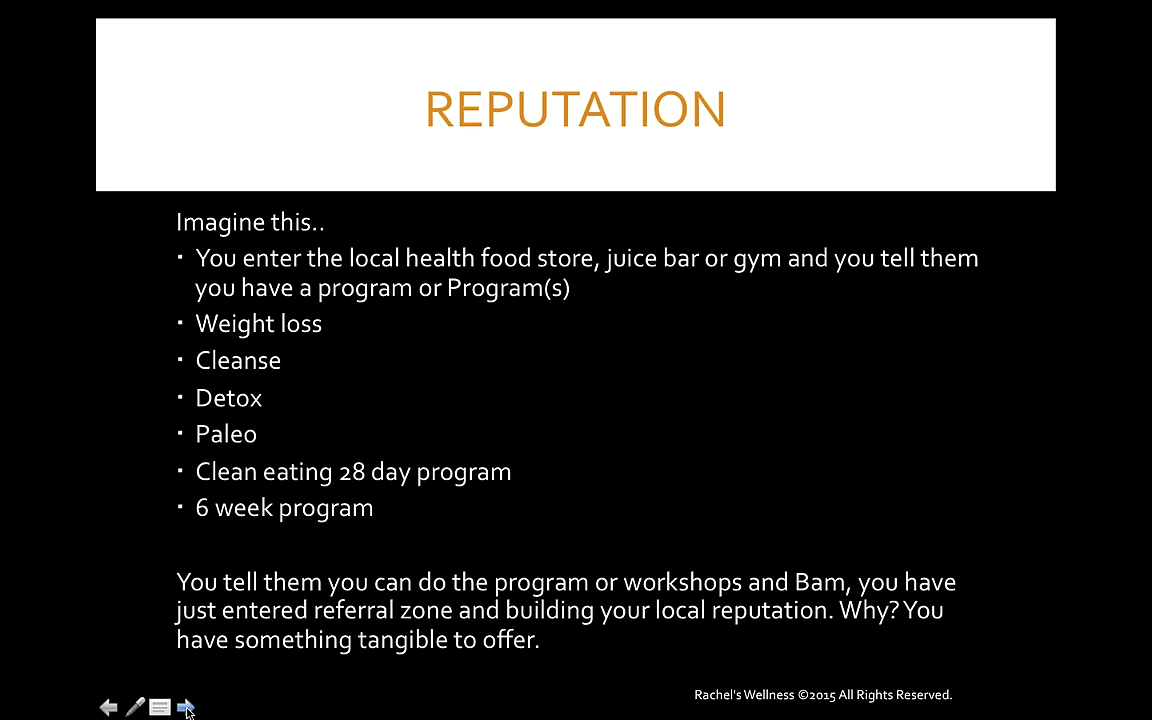 REPUTATION
Imagine this..
▪ You enter the local health food store, juice bar or gym and you tell them
you have a program or Program(s)
▪ Weight loss
▪ Cleanse
▪ Detox
▪ Paleo
▪ Clean eating 28 day program
▪ 6 week program
You tell them you can do the program or workshops and Bam, you have
just entered referral zone and building your local reputation. Why? You
have something tangible to offer.
Rachel's Wellness ©2015 All Rights Reserved.